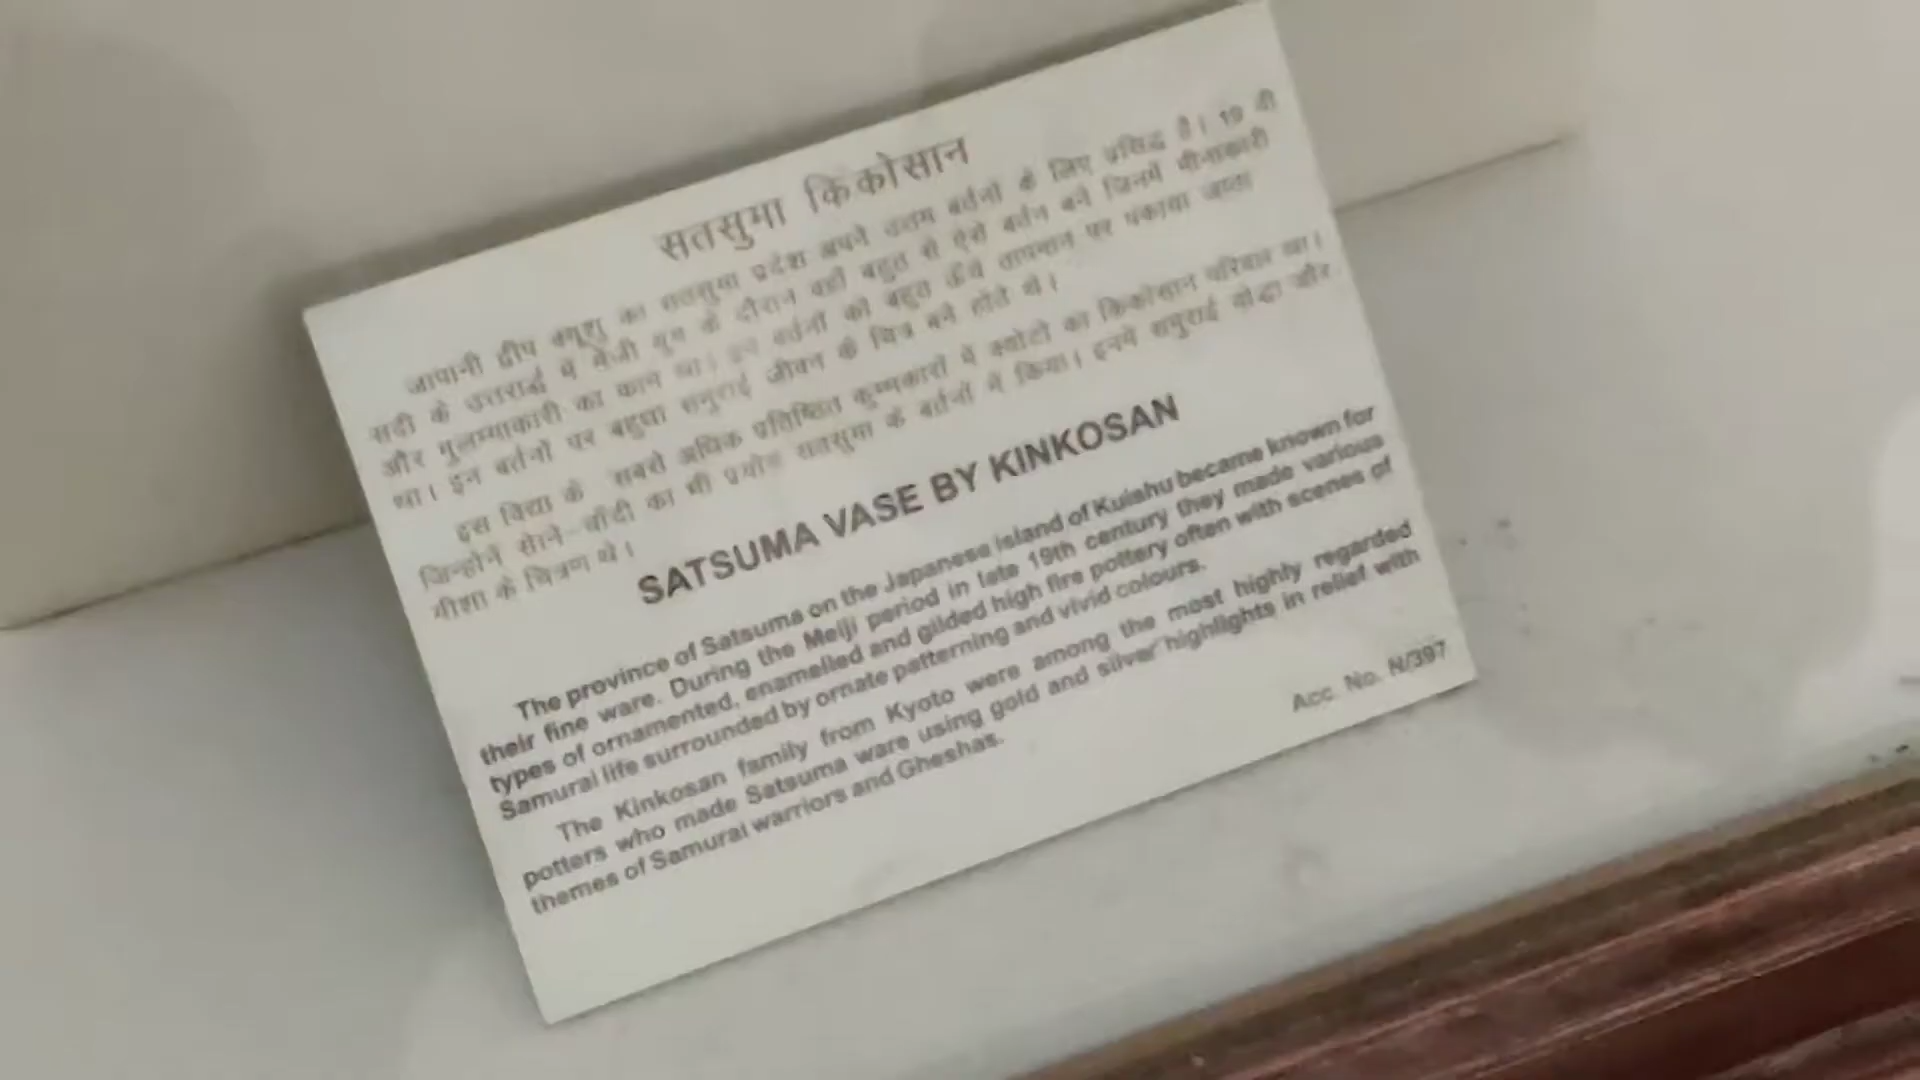 सतसुमा किंकोसान
जापानी द्वीप क्यूशु का सतसुमा प्रदेश अपने उत्तम बर्तनों के लिए प्रसिद्ध है। 19 वी
सदी के उत्तरार्द्ध में मेजी युग के दौरान वहाँ बहुत से ऐसे बर्तन बने जिनमें मीनाकारी
और मुलम्माकारी का काम था। इन बर्तनों को बहुत ऊँचे तापमान पर पकाया जाता
था। इन बर्तनों पर बहुधा समुराई जीवन के चित्र बने होते थे।
इस विद्या के सबसे अधिक प्रतिष्ठित कुम्भकारों में क्योटो का किंकोसान परिवार था।
जिन्होंने सोने-चाँदी का भी प्रयोग सतसुमा के बर्तनों में किया। इनमें समुराई योद्धा और
गीशा के चित्रण थे।
SATSUMA VASE BY KINKOSAN
The province of Satsuma on the Japanese island of Kuishu became known for
their fine ware. During the Meiji period in late 19th century they made various
types of ornamented, enamelled and gilded high fire pottery often with scenes of
Samurai life surrounded by ornate patterning and vivid colours.
The Kinkosan family from Kyoto were among the most highly regarded
potters who made Satsuma ware using gold and silver highlights in relief with
themes of Samurai warriors and Gheshas.
Acc. No. N/397